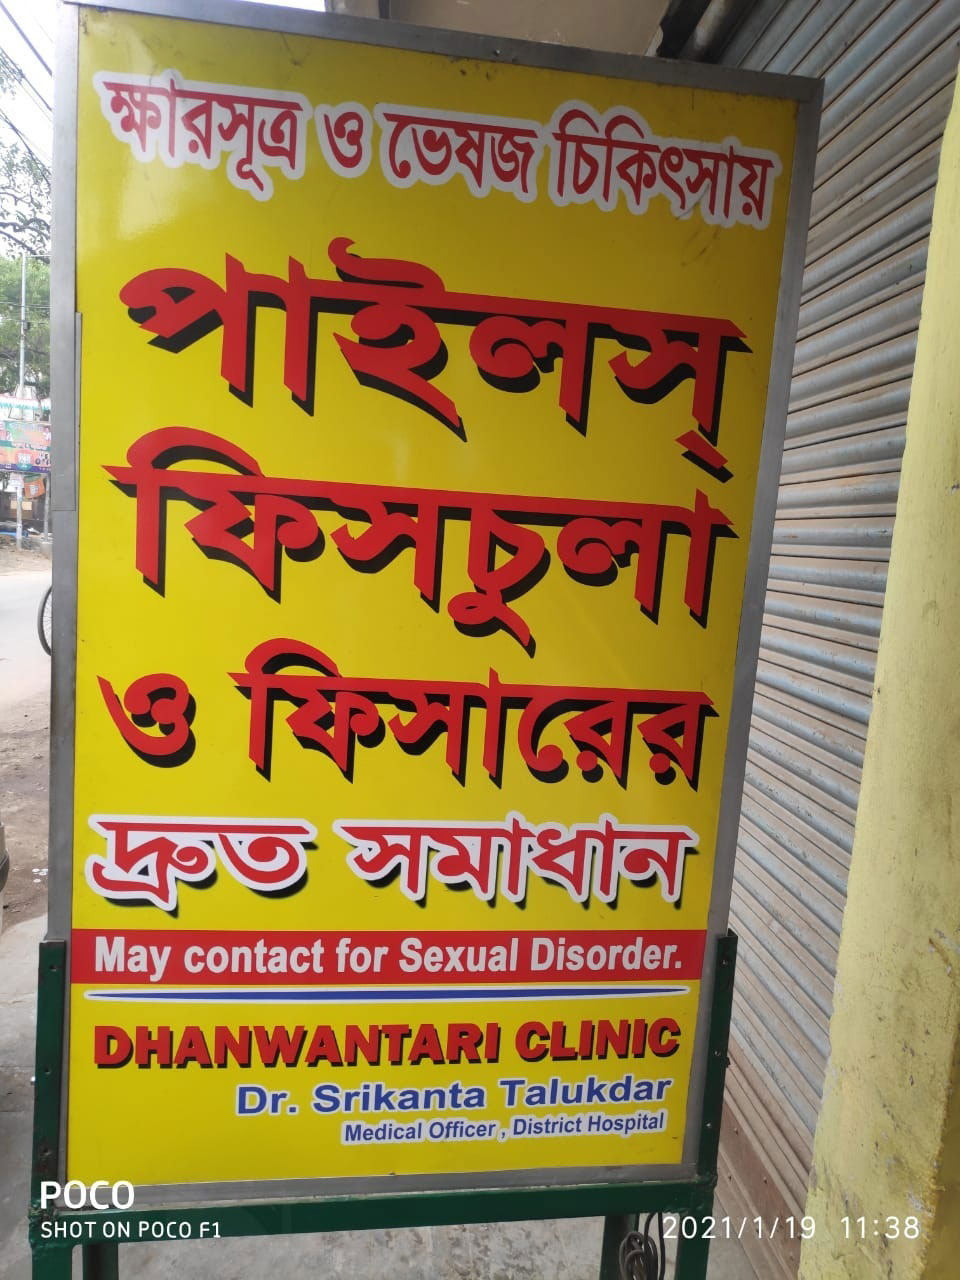 ক্ষারসূত্র ও ভেষজ চিকিৎসায়
পাইলস্
ফিসচুলা
ও ফিসারের
দ্রুত সমাধান
May contact for Sexual Disorder.
DHANWANTARI CLINIC
Dr. Srikanta Talukdar
Medical Officer, District Hospital
POCO
SHOT ON POCO F1
2021/1/19 11:38